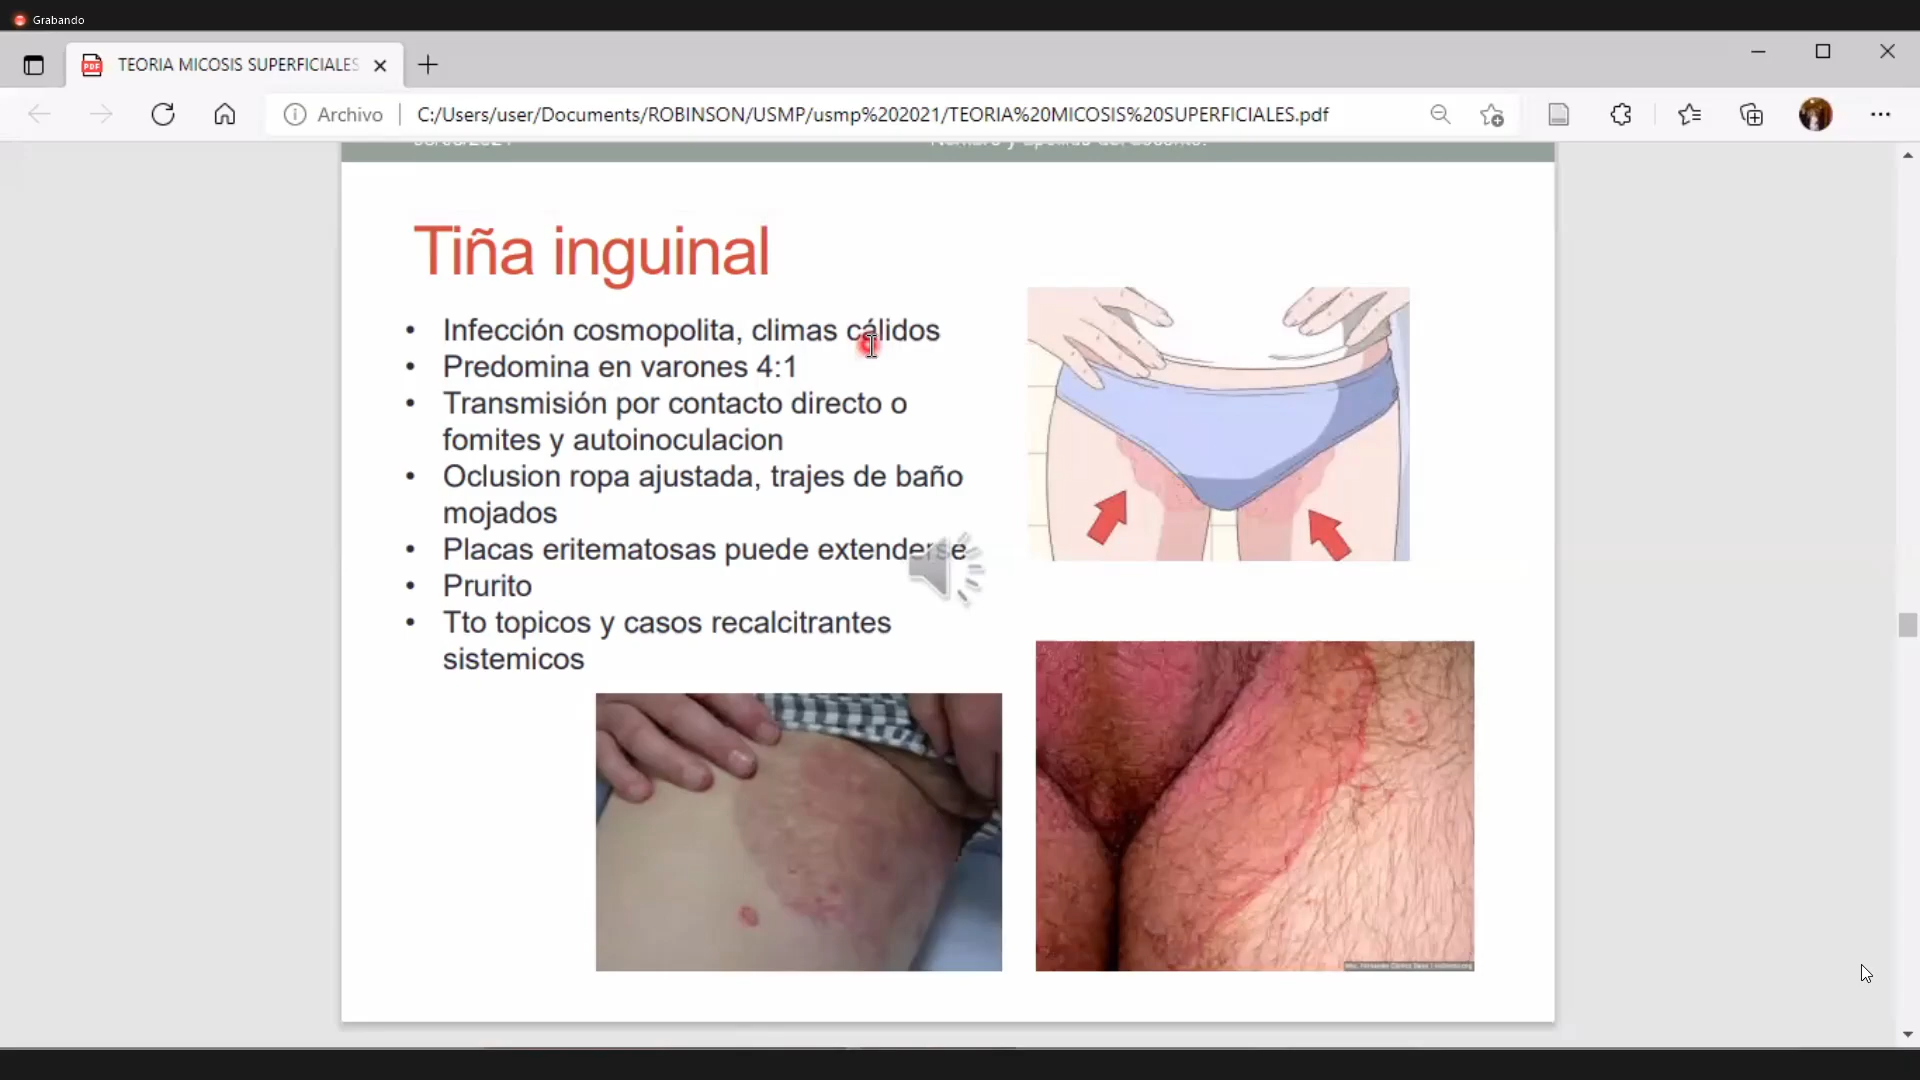 Grabando
TEORIA MICOSIS SUPERFICIALES
Archivo
C:/Users/user/Documents/ROBINSON/USMP/usmp%202021/TEORIA%20MICOSIS%20SUPERFICIALES.pdf
Tiña inguinal
• Infección cosmopolita, climas cálidos
• Predomina en varones 4:1
• Transmisión por contacto directo o
fomites y autoinoculacion
• Oclusion ropa ajustada, trajes de baño
mojados
• Placas eritematosas puede extenderse
• Prurito
• Tto topicos y casos recalcitrantes
sistemicos